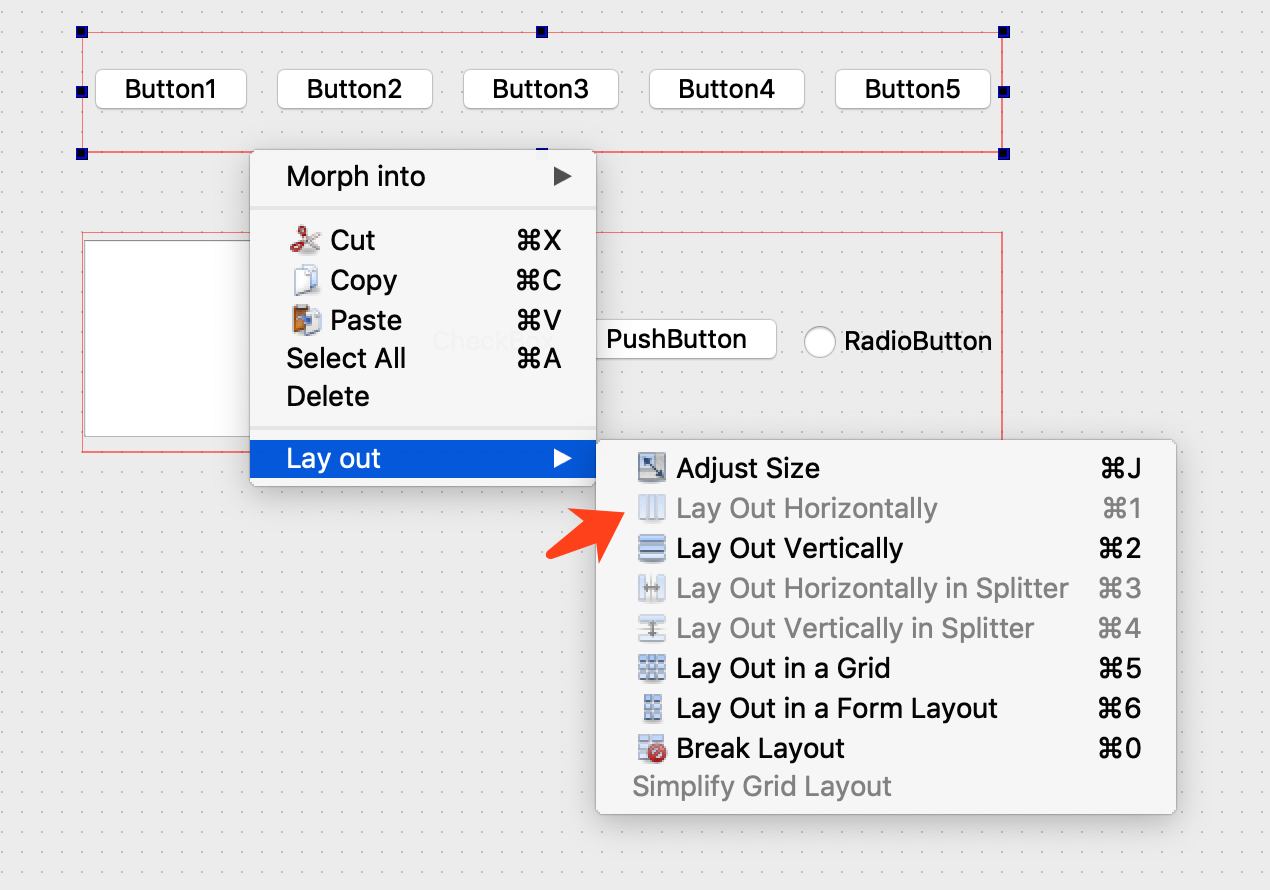 Button1 Button2 Button3 Button4 Button5
Morph into
Cut ⌘X
Copy ⌘C
Paste ⌘V
Select All ⌘A
Delete
Lay out
PushButton RadioButton
Adjust Size ⌘J
Lay Out Horizontally ⌘1
Lay Out Vertically ⌘2
Lay Out Horizontally in Splitter ⌘3
Lay Out Vertically in Splitter ⌘4
Lay Out in a Grid ⌘5
Lay Out in a Form Layout ⌘6
Break Layout ⌘0
Simplify Grid Layout